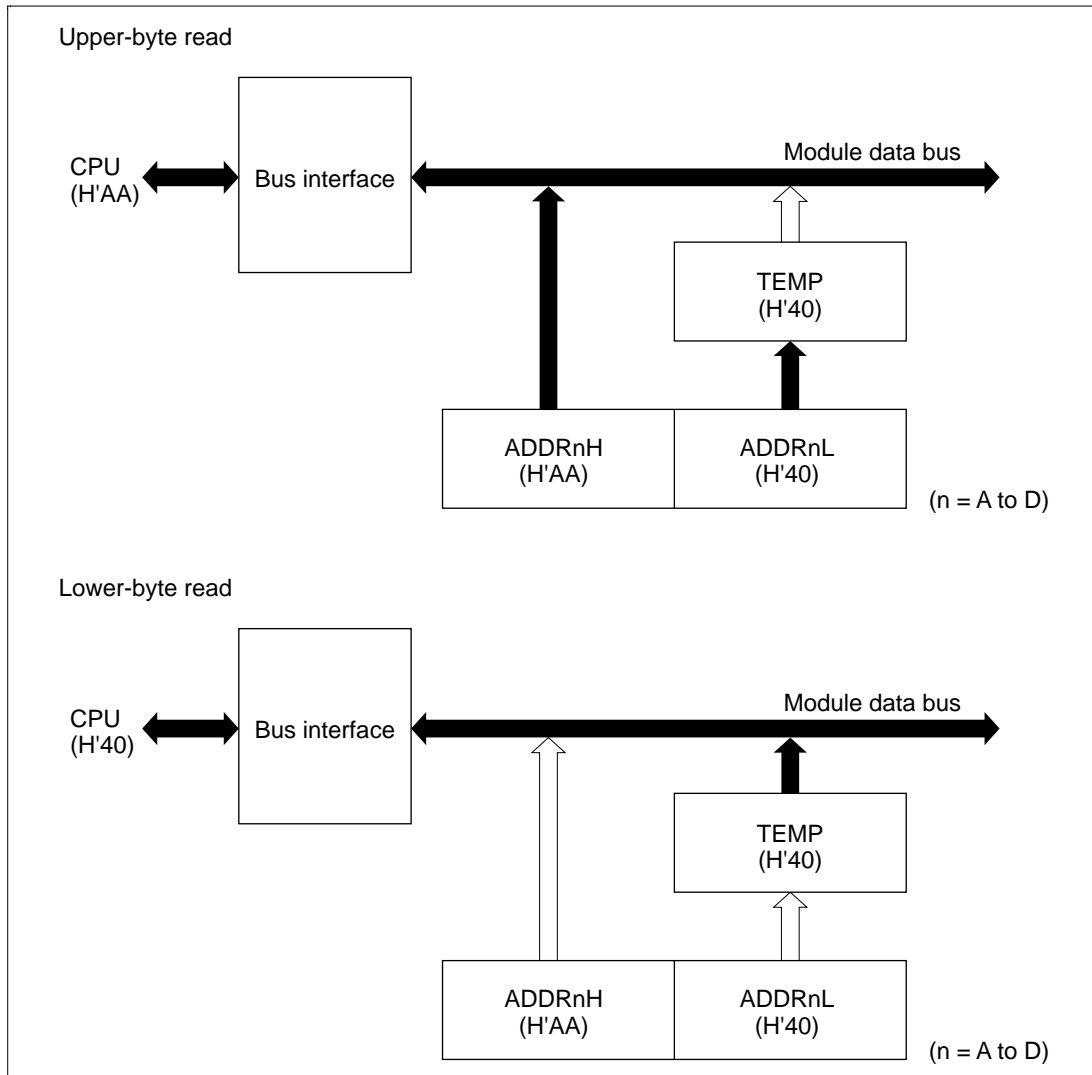 Upper-byte read
CPU
(H'AA)
Bus interface
Module data bus
TEMP
(H'40)
ADDRnH
(H'AA)
ADDRnL
(H'40)
(n = A to D)
Lower-byte read
CPU
(H'40)
Bus interface
Module data bus
TEMP
(H'40)
ADDRnH
(H'AA)
ADDRnL
(H'40)
(n = A to D)